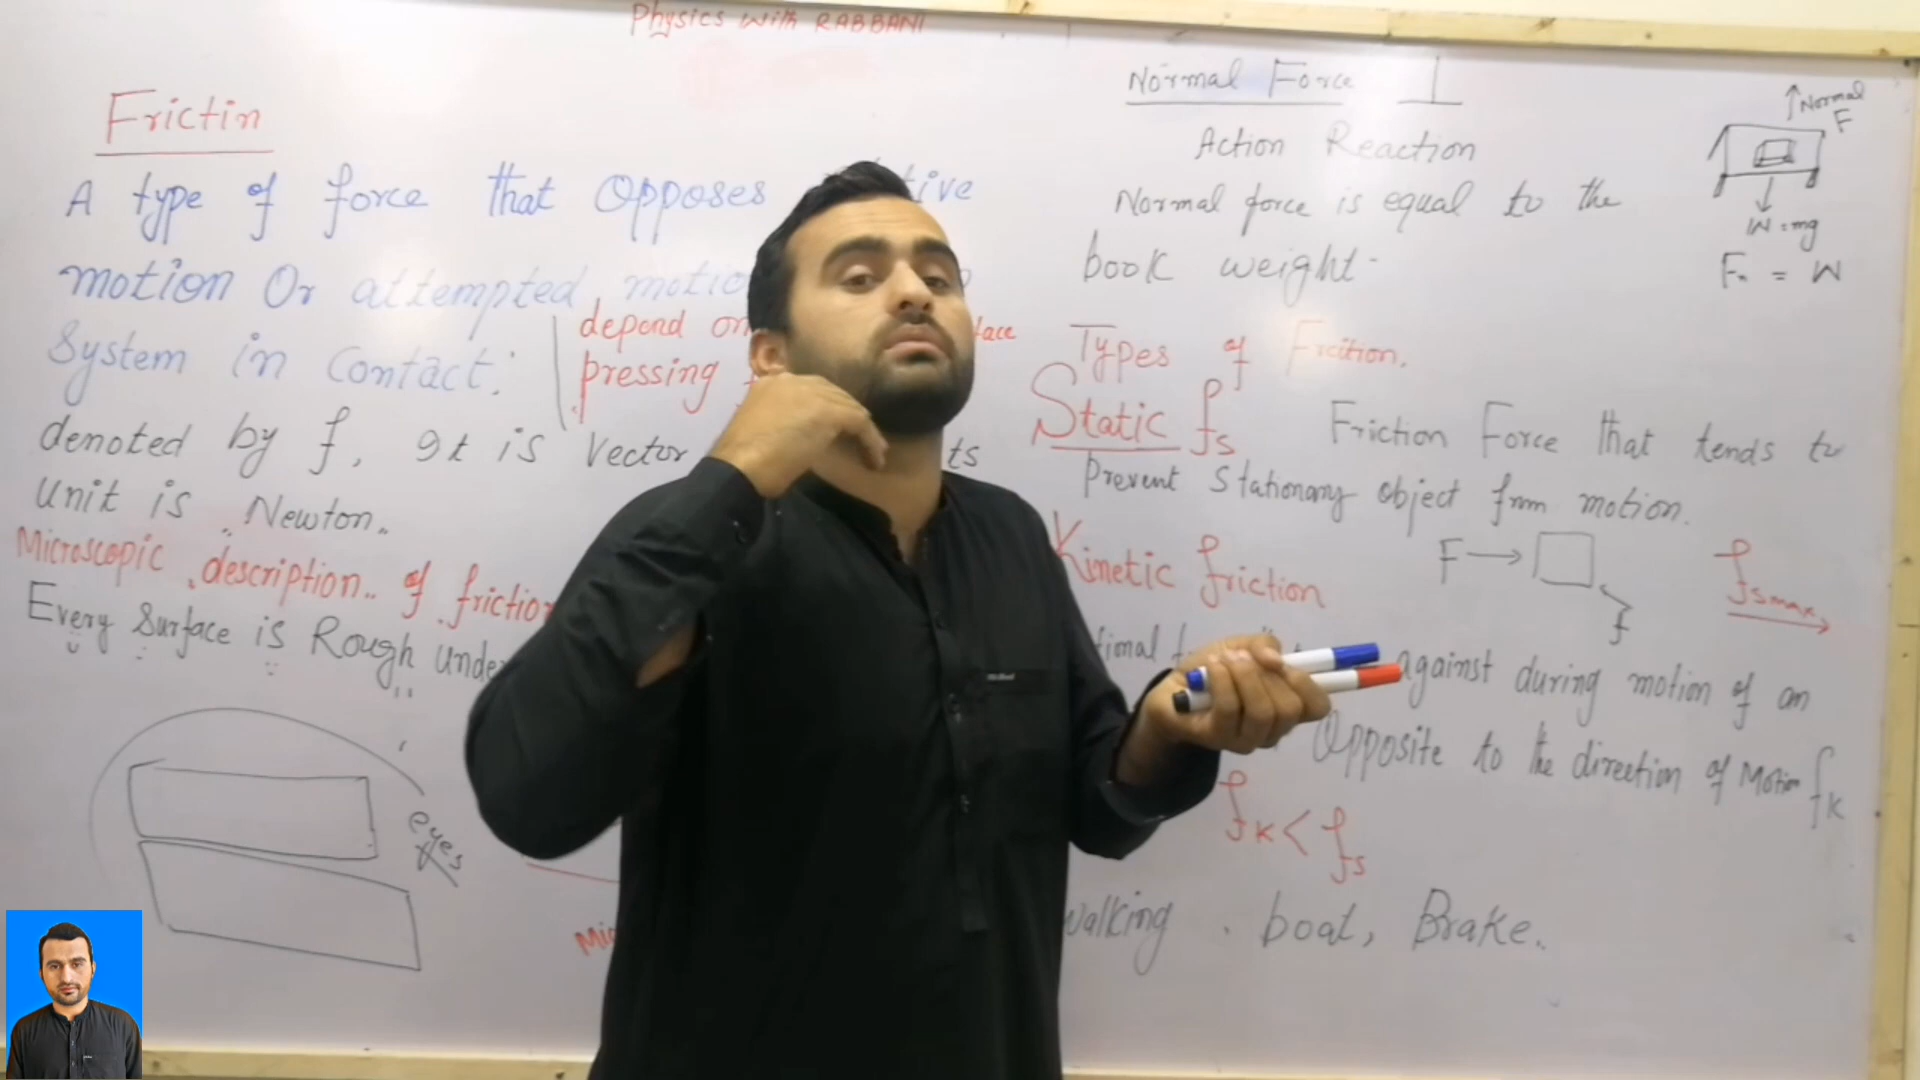 Physics with RABBANI
Frictin
A type of force that opposes
motion Or attempted
System in contact.
depend on
pressing
denoted by f, It is Vector
unit is Newton.
Microscopic description of friction
Every Surface is Rough
eyes
Normal Force ⊥
Action Reaction
Normal force is equal to the
book weight.
Normal
F
W = mg
Fn = W
Types of Frcition.
Static fs Friction Force that tends to
prevent stationary object from motion.
Kinetic friction
F
f
fsmax
against during motion of an
Opposite to the direction of Motion fK
fK < fs
walking . boat, Brake.